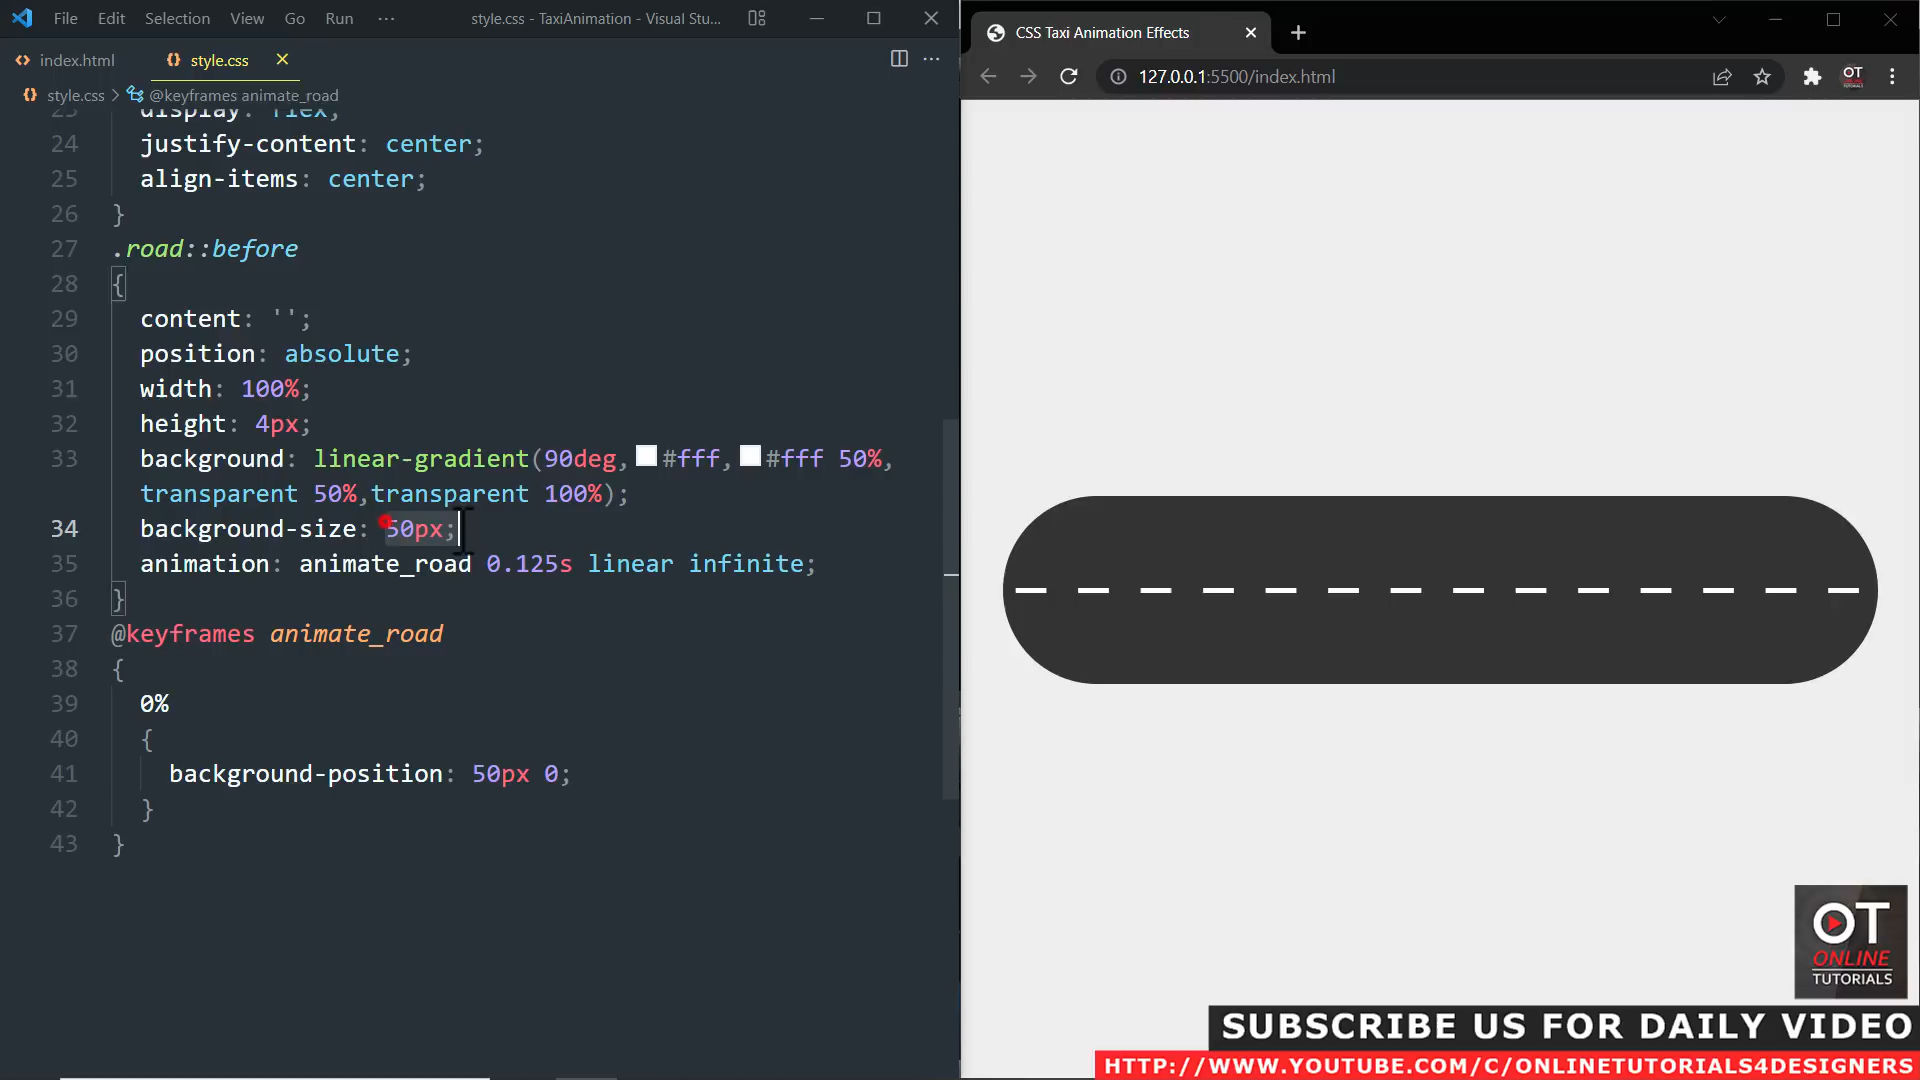 File Edit Selection View Go Run ··· style.css - TaxiAnimation - Visual Stu...
index.html style.css
style.css > @keyframes animate_road
23 display: flex;
24 justify-content: center;
25 align-items: center;
26 }
27 .road::before
28 {
29 content: '';
30 position: absolute;
31 width: 100%;
32 height: 4px;
33 background: linear-gradient(90deg,#fff,#fff 50%,
transparent 50%,transparent 100%);
34 background-size: 50px;
35 animation: animate_road 0.125s linear infinite;
36 }
37 @keyframes animate_road
38 {
39 0%
40 {
41 background-position: 50px 0;
42 }
43 }
CSS Taxi Animation Effects
127.0.0.1:5500/index.html
OT
OT
ONLINE
TUTORIALS
SUBSCRIBE US FOR DAILY VIDEO
HTTP://WWW.YOUTUBE.COM/C/ONLINETUTORIALS4DESIGNERS